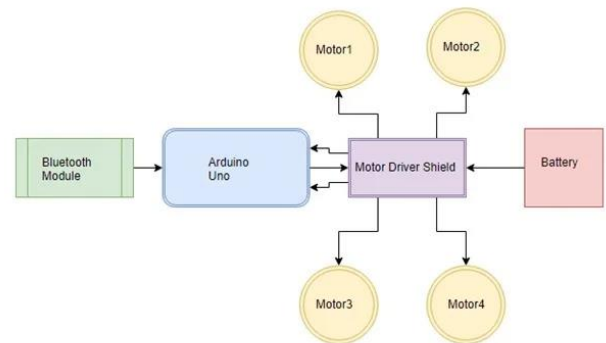 Motor1
Motor2
Bluetooth
Module
Arduino
Uno
Motor Driver Shield
Battery
Motor3
Motor4